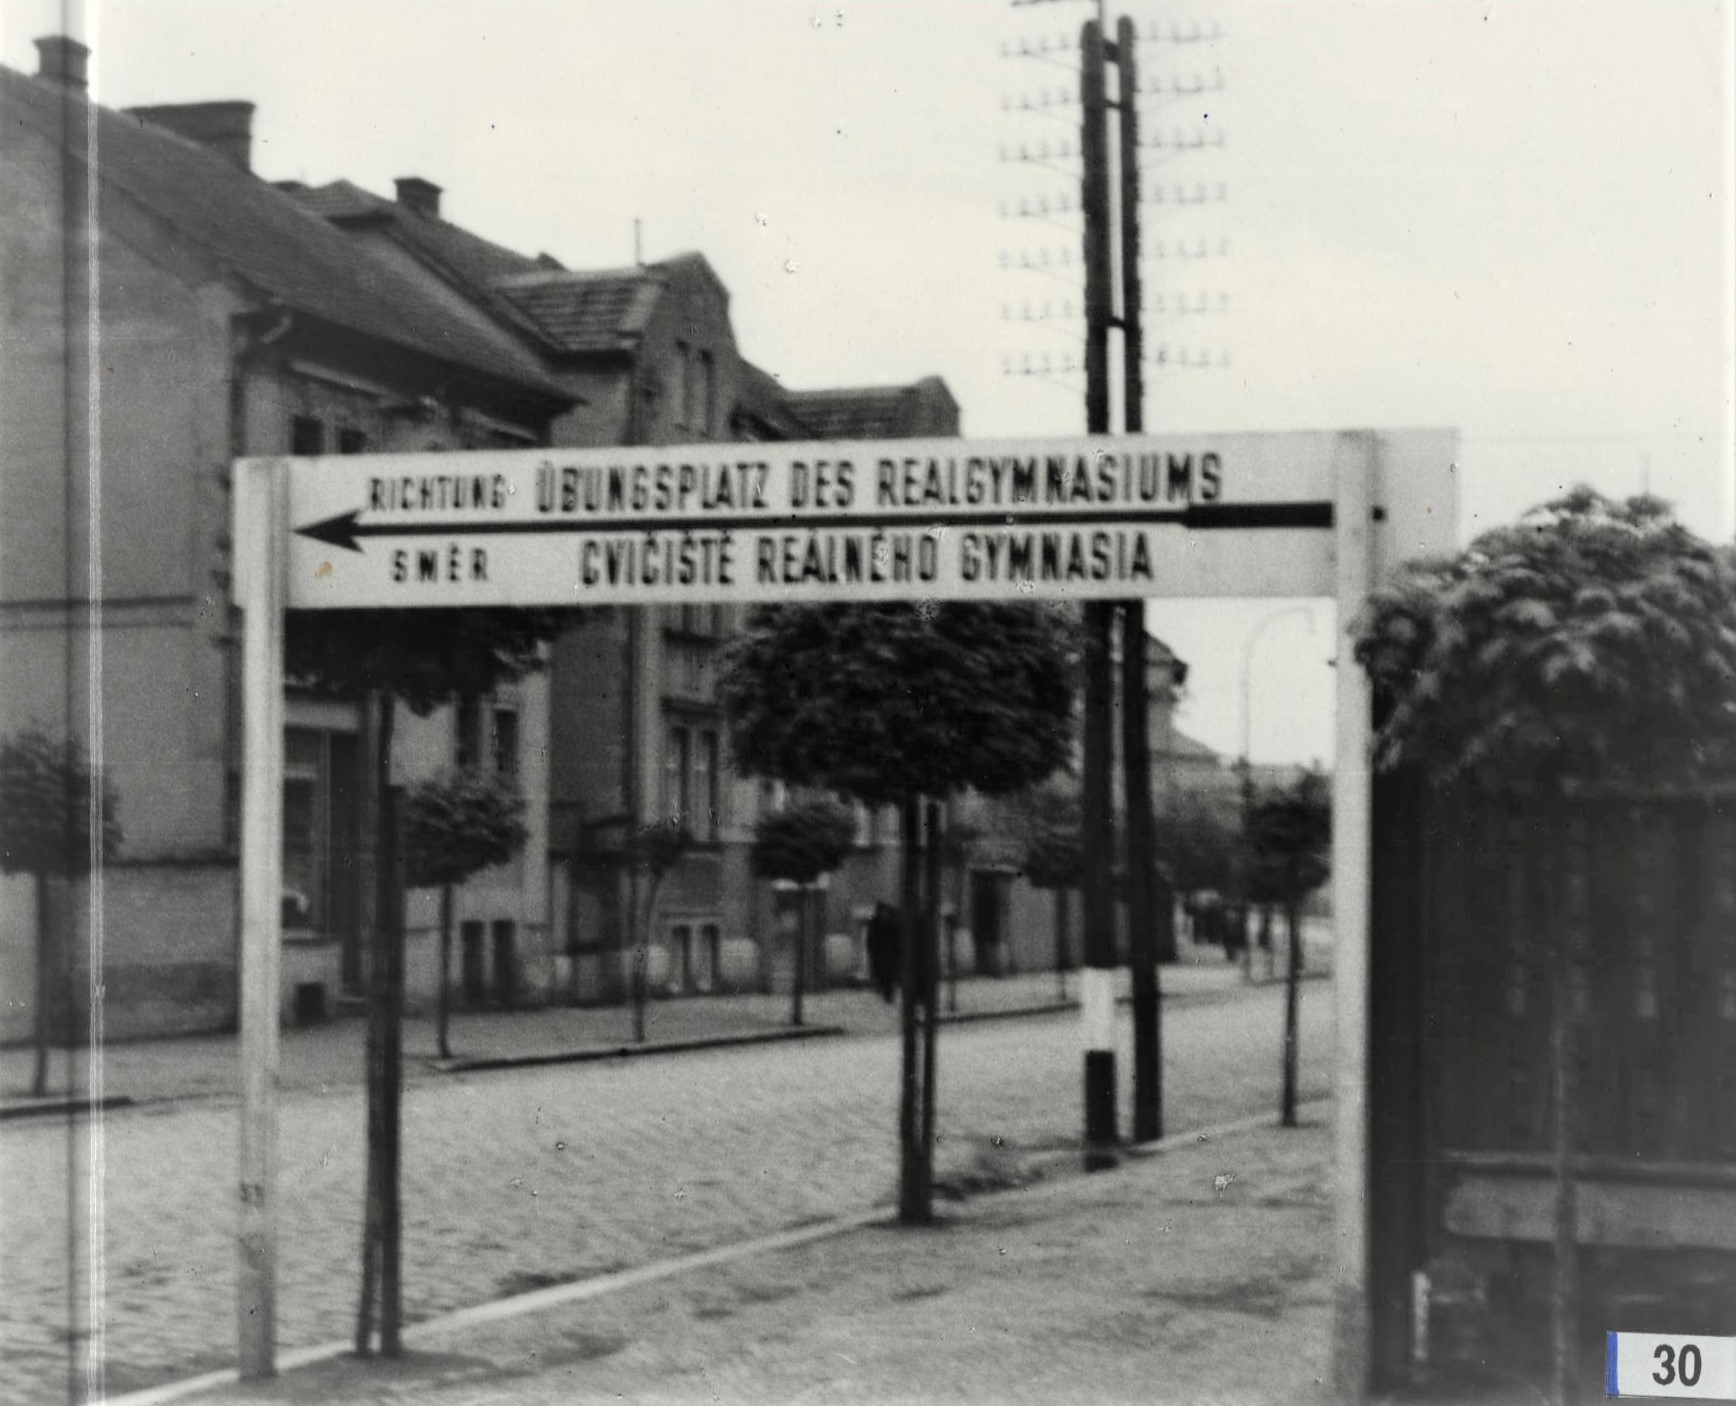 RICHTUNG ÜBUNGSPLATZ DES REALGYMNASIUMS
SMĚR CVIČIŠTĚ REÁLNÉHO GYMNASIA
30